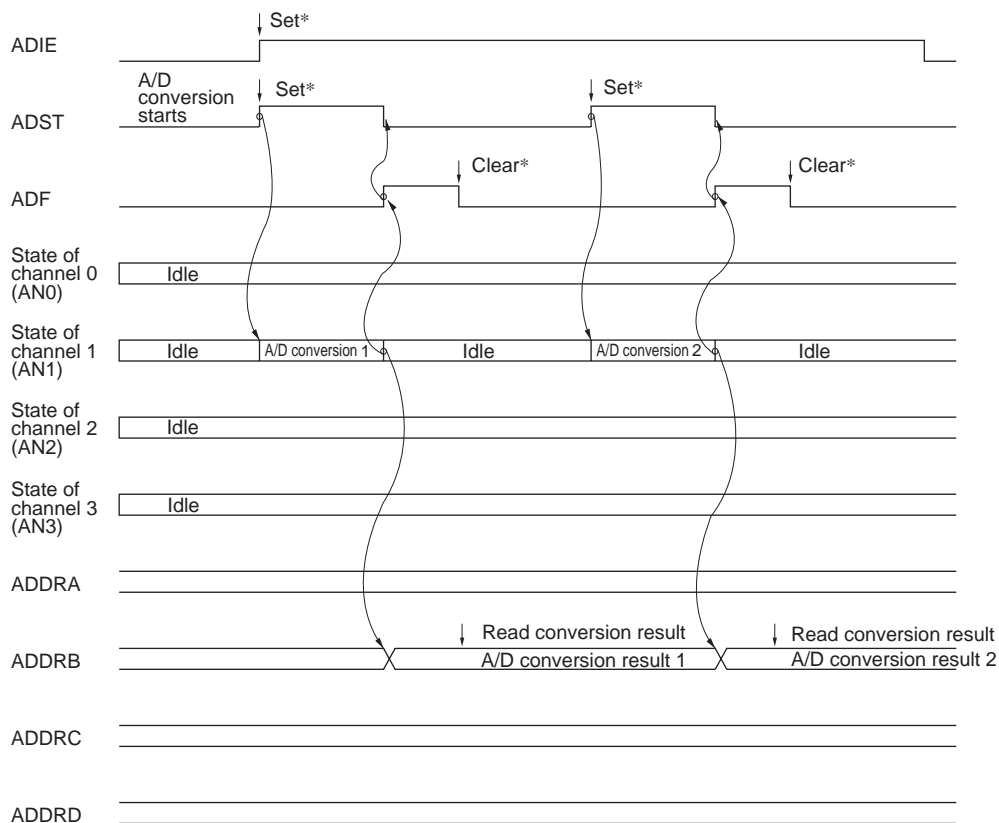 Set*
ADIE
A/D
conversion
starts
Set*
Set*
ADST
Clear*
Clear*
ADF
State of
channel 0
(AN0)
Idle
State of
channel 1
(AN1)
Idle
A/D conversion 1
Idle
A/D conversion 2
Idle
State of
channel 2
(AN2)
Idle
State of
channel 3
(AN3)
Idle
ADDRA
Read conversion result
Read conversion result
ADDRB
A/D conversion result 1
A/D conversion result 2
ADDRC
ADDRD